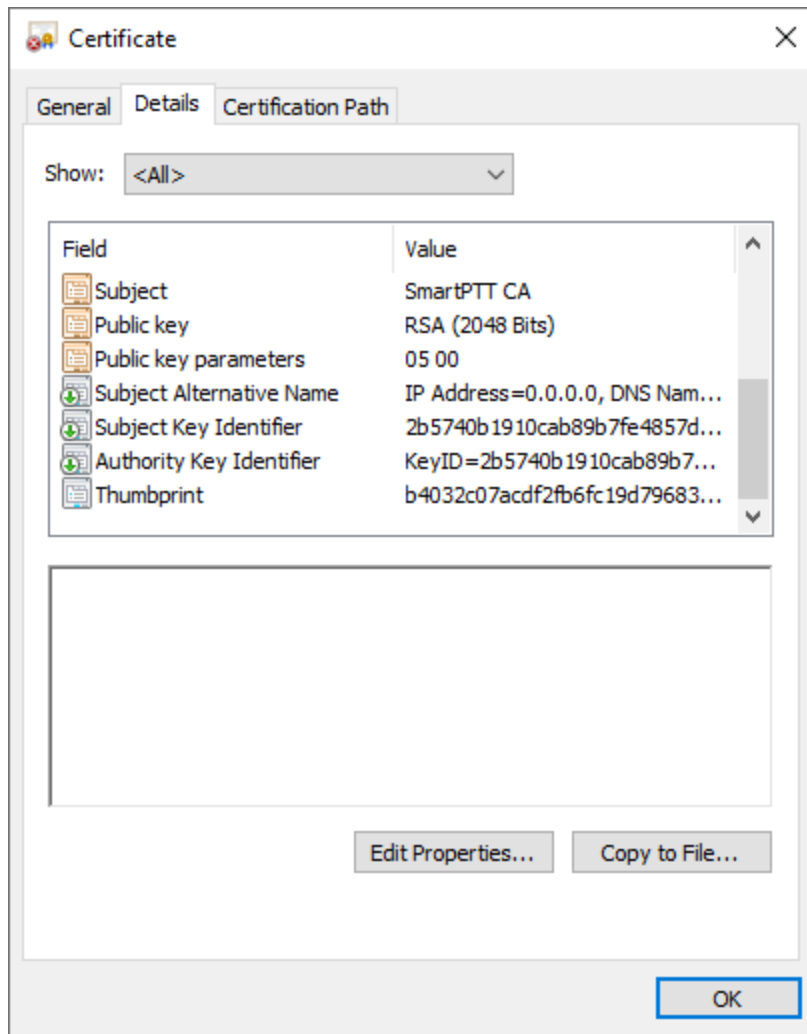 Certificate
General Details Certification Path
Show: <All>
Field Value
Subject SmartPTT CA
Public key RSA (2048 Bits)
Public key parameters 05 00
Subject Alternative Name IP Address=0.0.0.0, DNS Nam...
Subject Key Identifier 2b5740b1910cab89b7fe4857d...
Authority Key Identifier KeyID=2b5740b1910cab89b7...
Thumbprint b4032c07acdf2fb6fc19d79683...
Edit Properties... Copy to File...
OK